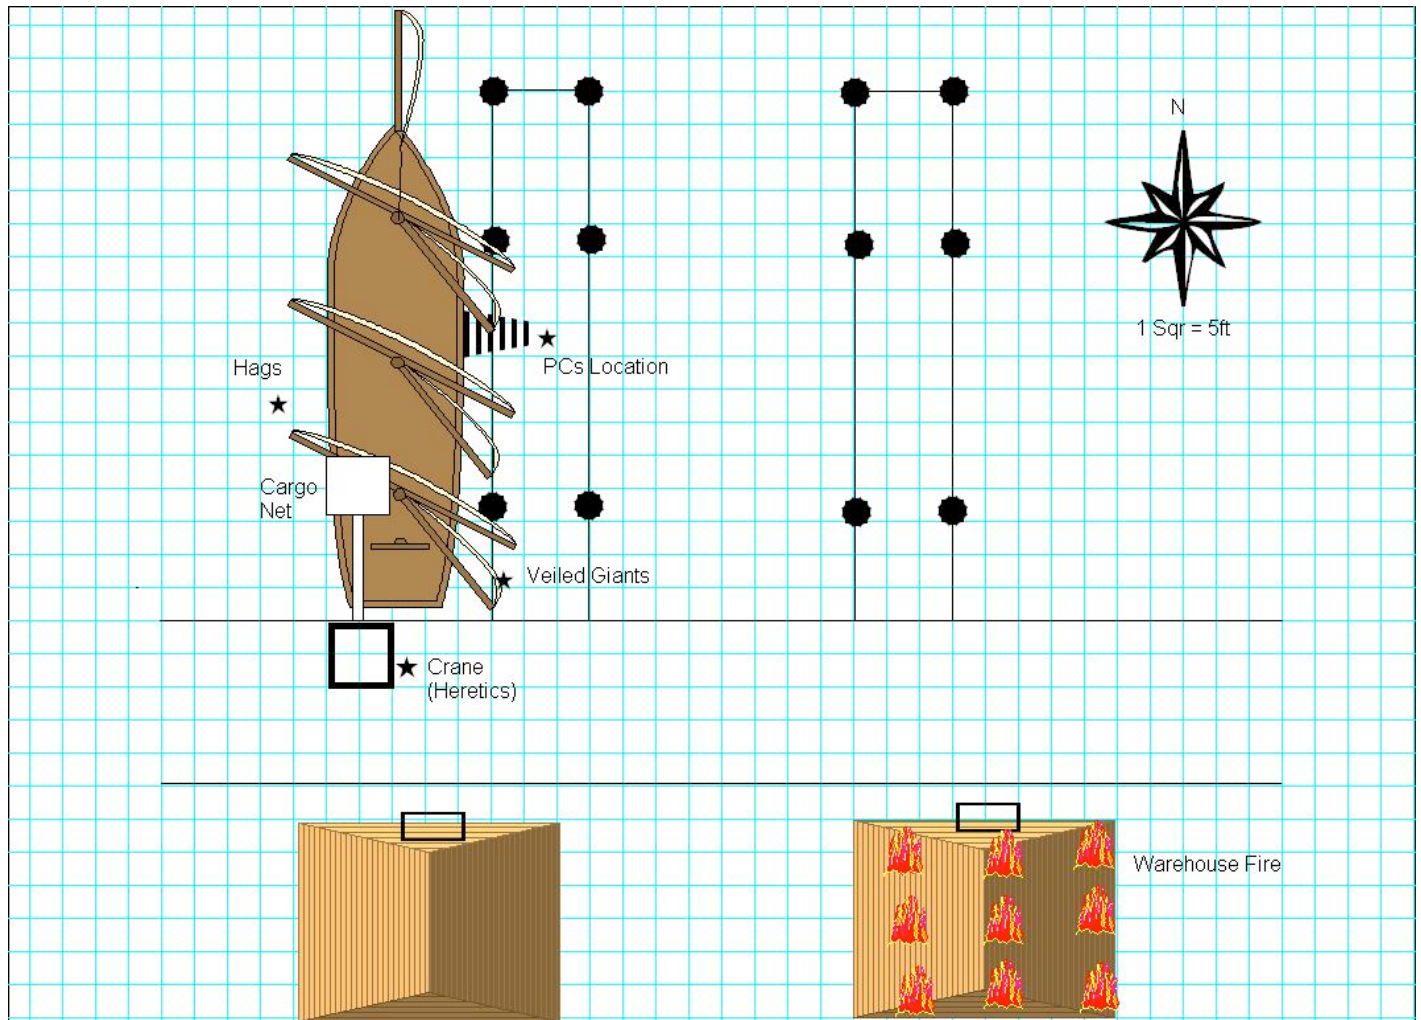 N
1 Sqr = 5ft
PCs Location
Hags
Cargo
Net
Veiled Giants
Crane
(Heretics)
Warehouse Fire